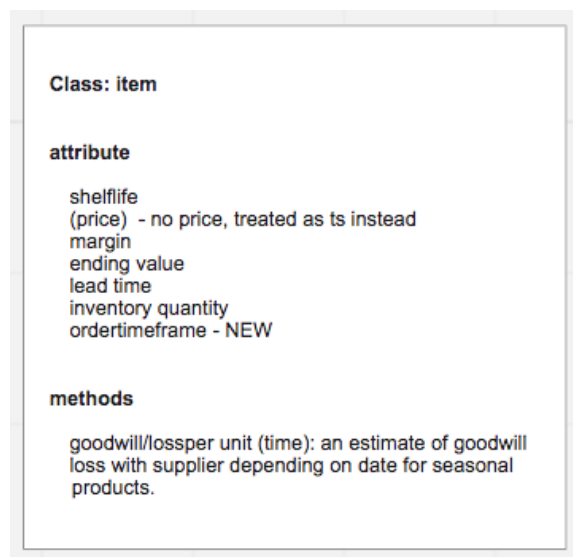 Class: item
attribute
shelflife
(price)  - no price, treated as ts instead
margin
ending value
lead time
inventory quantity
ordertimeframe - NEW
methods
goodwill/lossper unit (time): an estimate of goodwill
loss with supplier depending on date for seasonal
products.